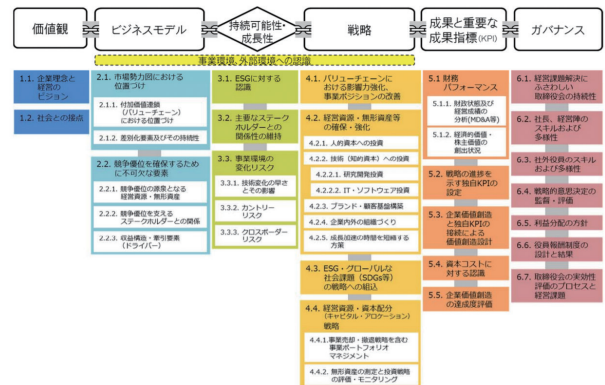 価値観
ビジネスモデル
持続可能性・
成長性
戦略
成果と重要な
成果指標(KPI)
ガバナンス
事業環境、外部環境への認識
1.1. 企業理念と
経営の
ビジョン
1.2. 社会との接点
2.1. 市場勢力図における
位置づけ
2.1.1. 付加価値連鎖
(バリューチェーン)
における位置づけ
2.1.2. 差別化要素及びその持続性
2.2. 競争優位を確保するために
不可欠な要素
2.2.1. 競争優位の源泉となる
経営資源・無形資産
2.2.2. 競争優位を支える
ステークホルダーとの関係
2.2.3. 収益構造・牽引要素
(ドライバー)
3.1. ESGに対する
認識
3.2. 主要なステーク
ホルダーとの
関係性の維持
3.3. 事業環境の
変化リスク
3.3.1. 技術変化の早さ
とその影響
3.3.2. カントリー
リスク
3.3.3. クロスボーダー
リスク
4.1. バリューチェーンに
おける影響力強化、
事業ポジションの改善
4.2. 経営資源・無形資産等
の確保・強化
4.2.1. 人的資本への投資
4.2.2. 技術（知的資本）への投資
4.2.2.1. 研究開発投資
4.2.2.2. IT・ソフトウェア投資
4.2.3. ブランド・顧客基盤構築
4.2.4. 企業内外の組織づくり
4.2.5. 成長加速の時間を短縮する
方策
4.3. ESG・グローバルな
社会課題（SDGs等）
の戦略への組込
4.4. 経営資源・資本配分
(キャピタル・アロケーション)
戦略
4.4.1.事業売却・撤退戦略を含む
事業ポートフォリオ
マネジメント
4.4.2. 無形資産の測定と投資戦略
の評価・モニタリング
5.1 財務
パフォーマンス
5.1.1. 財政状態及び
経営成績の
分析(MD&A等)
5.1.2. 経済的価値・
株主価値の
創出状況
5.2. 戦略の進捗を
示す独自KPIの
設定
5.3. 企業価値創造
と独自KPIの
接続による
価値創造設計
5.4. 資本コストに
対する認識
5.5. 企業価値創造
の達成度評価
6.1. 経営課題解決に
ふさわしい
取締役会の持続性
6.2. 社長、経営陣の
スキルおよび
多様性
6.3. 社外役員のスキル
および多様性
6.4. 戦略的意思決定の
監督・評価
6.5. 利益分配の方針
6.6. 役員報酬制度の
設計と結果
6.7. 取締役会の実効性
評価のプロセスと
経営課題